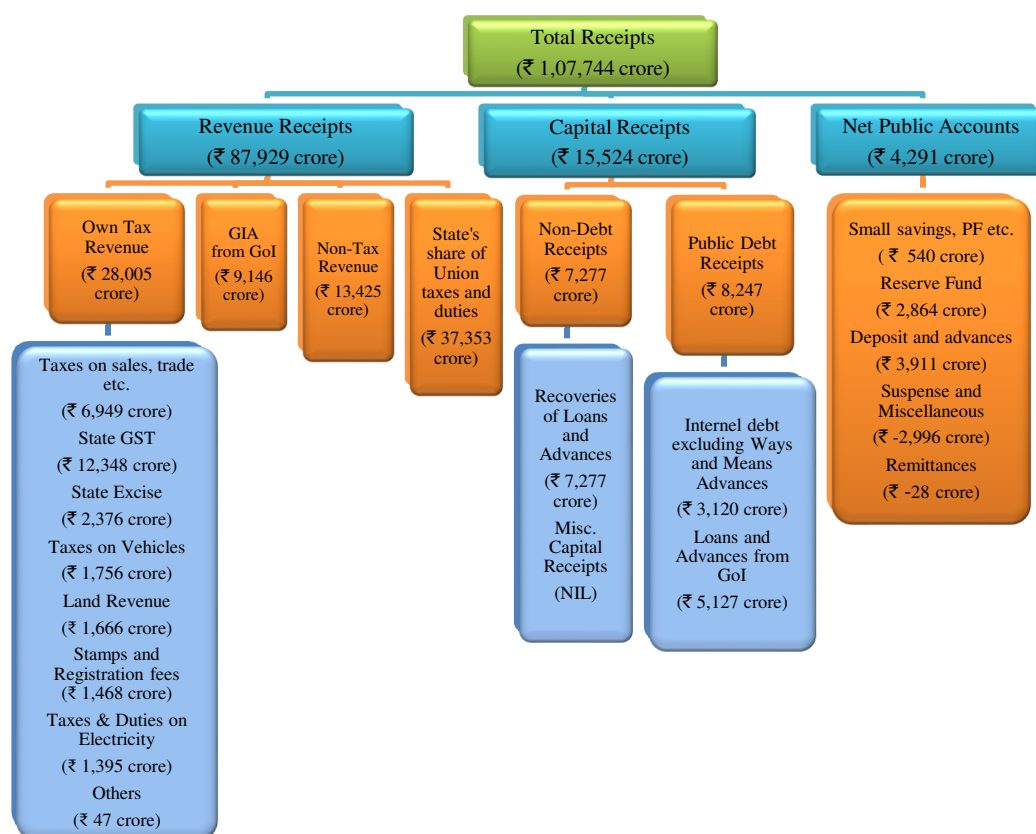 Total Receipts
(₹ 1,07,744 crore)
Revenue Receipts
(₹ 87,929 crore)
Capital Receipts
(₹ 15,524 crore)
Net Public Accounts
(₹ 4,291 crore)
Own Tax
Revenue
(₹ 28,005
crore)
GIA
from GoI
(₹ 9,146
crore)
Non-Tax
Revenue
(₹ 13,425
crore)
State's
share of
Union
taxes and
duties
(₹ 37,353
crore)
Non-Debt
Receipts
(₹ 7,277
crore)
Public Debt
Receipts
(₹ 8,247
crore)
Small savings, PF etc.
(₹ 540 crore)
Reserve Fund
(₹ 2,864 crore)
Deposit and advances
(₹ 3,911 crore)
Suspense and
Miscellaneous
(₹ -2,996 crore)
Remittances
(₹ -28 crore)
Taxes on sales, trade
etc.
(₹ 6,949 crore)
State GST
(₹ 12,348 crore)
State Excise
(₹ 2,376 crore)
Taxes on Vehicles
(₹ 1,756 crore)
Land Revenue
(₹ 1,666 crore)
Stamps and
Registration fees
(₹ 1,468 crore)
Taxes & Duties on
Electricity
(₹ 1,395 crore)
Others
(₹ 47 crore)
Recoveries
of Loans
and
Advances
(₹ 7,277
crore)
Misc.
Capital
Receipts
(NIL)
Internel debt
excluding Ways
and Means
Advances
(₹ 3,120 crore)
Loans and
Advances from
GoI
(₹ 5,127 crore)